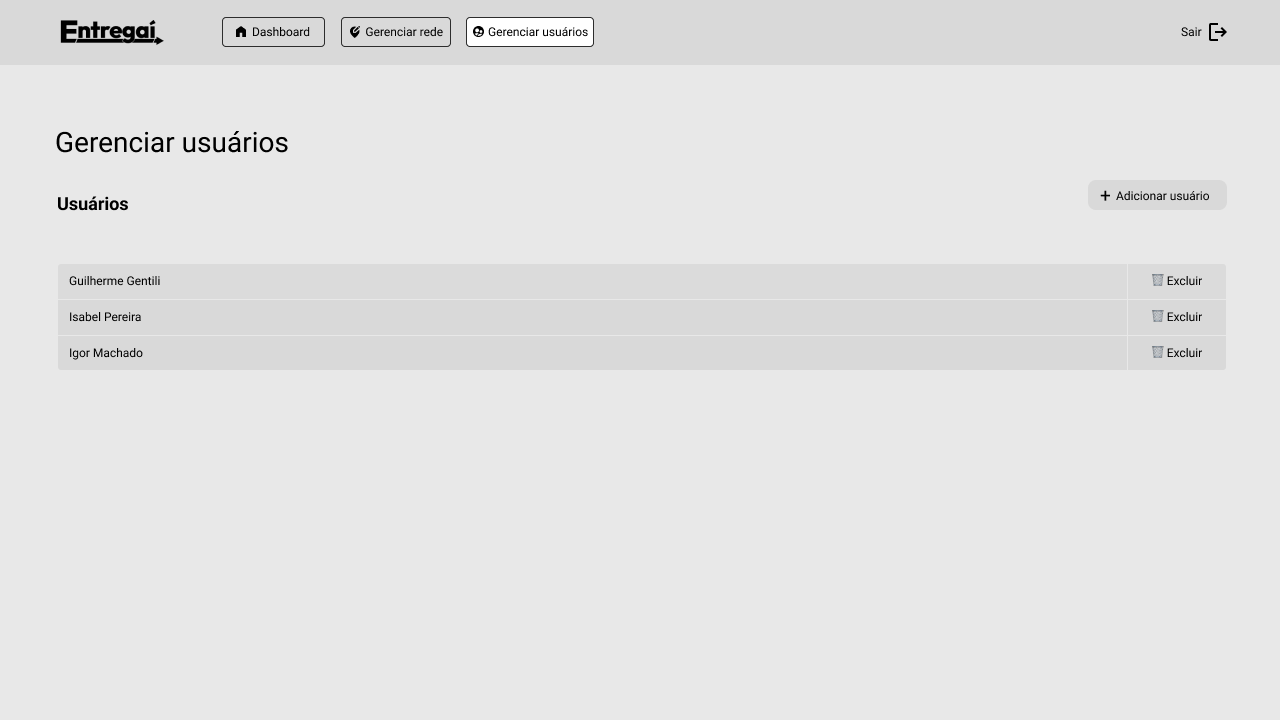 Entregaí
Dashboard
Gerenciar rede
Gerenciar usuários
Sair
Gerenciar usuários
Usuários
Adicionar usuário
Guilherme Gentili
Excluir
Isabel Pereira
Excluir
Igor Machado
Excluir